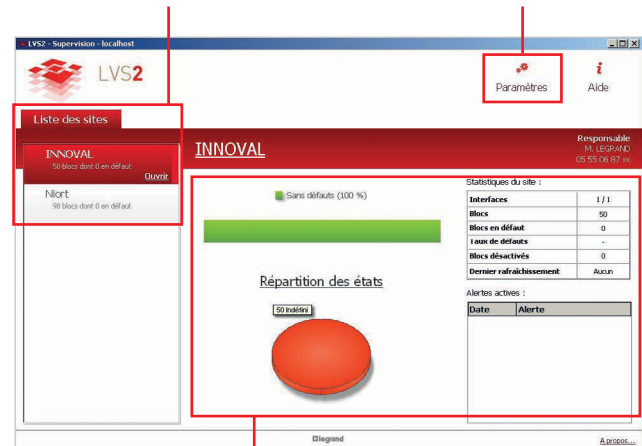 LVS2 - Supervision - localhost
LVS2
Paramètres
Aide
Liste des sites
INNOVAL
50 blocs dont 0 en défaut
Ouvrir
Niort
98 blocs dont 0 en défaut
INNOVAL
Responsable
M. LEGRAND
05 55 06 87 xx
Sans défauts (100 %)
Répartition des états
50 Indéfini
Statistiques du site :
Interfaces 1 / 1
Blocs 50
Blocs en défaut 0
Taux de défauts -
Blocs désactivés 0
Dernier rafraîchissement Aucun
Alertes actives :
Date Alerte
legrand
A propos...